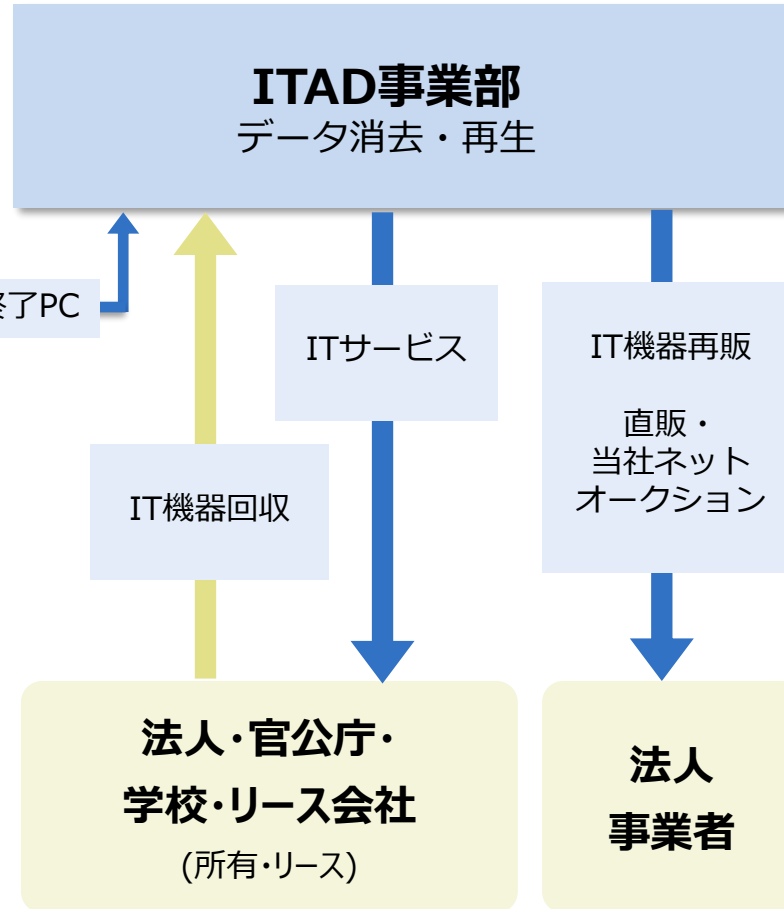 ITAD事業部
データ消去・再生
了PC
ITサービス
IT機器再販
直販・
当社ネット
オークション
IT機器回収
法人・官公庁・
学校・リース会社
(所有・リース)
法人
事業者